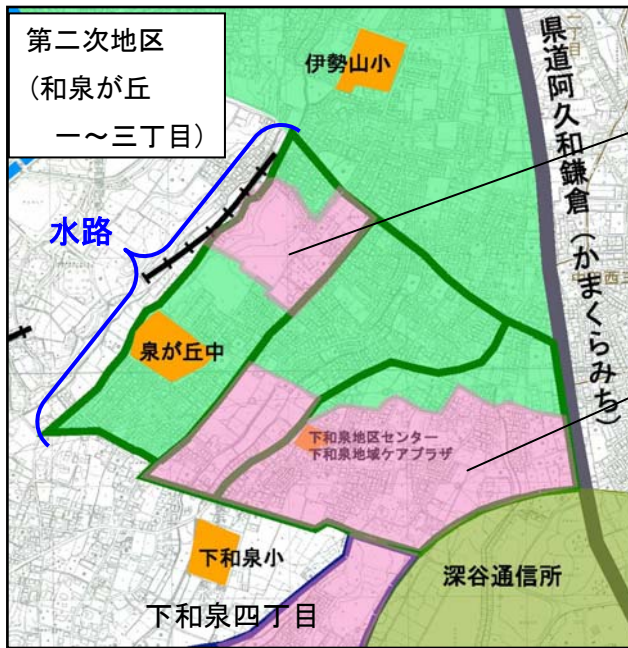 第二次地区
(和泉が丘
一～三丁目)
伊勢山小
県道阿久和鎌倉(かまくらみち)
水路
泉が丘中
下和泉地区センター
下和泉地域ケアプラザ
下和泉小
深谷通信所
下和泉四丁目